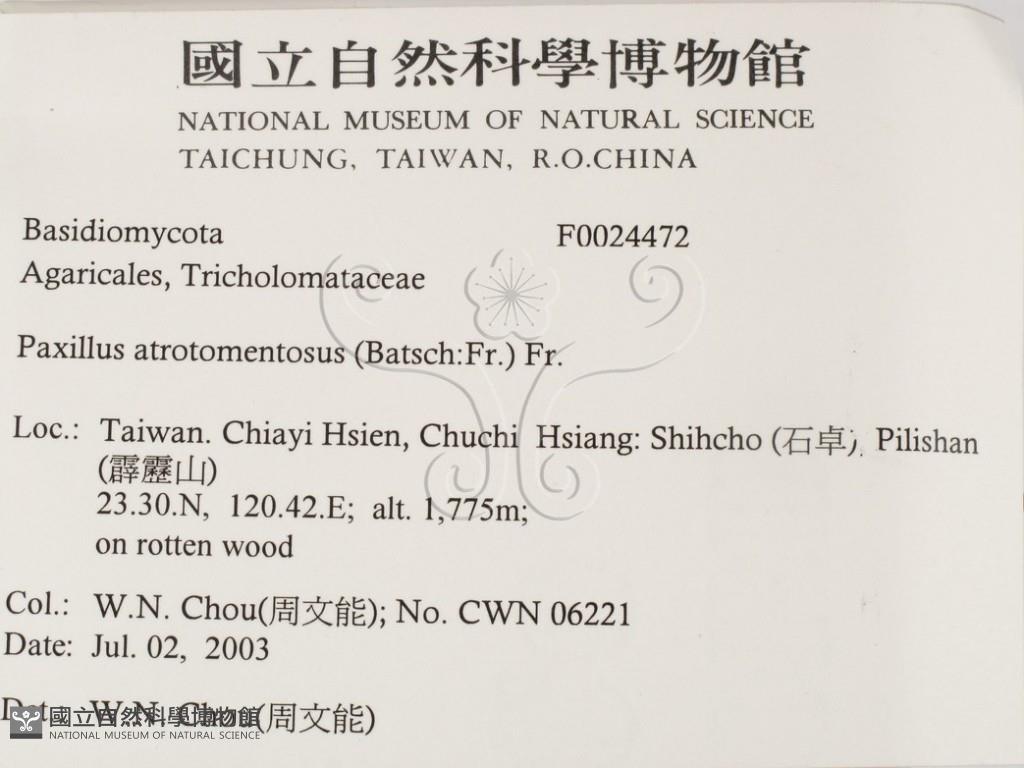 國立自然科學博物館
NATIONAL MUSEUM OF NATURAL SCIENCE
TAICHUNG, TAIWAN, R.O.CHINA
Basidiomycota F0024472
Agaricales, Tricholomataceae
Paxillus atrotomentosus (Batsch:Fr.) Fr.
Loc.: Taiwan. Chiayi Hsien, Chuchi Hsiang: Shihcho (石卓), Pilishan
(霹靂山)
23.30.N, 120.42.E; alt. 1,775m;
on rotten wood
Col.: W.N. Chou(周文能); No. CWN 06221
Date: Jul. 02, 2003
Det.: W.N. Chou(周文能)
國立自然科學博物館
NATIONAL MUSEUM OF NATURAL SCIENCE